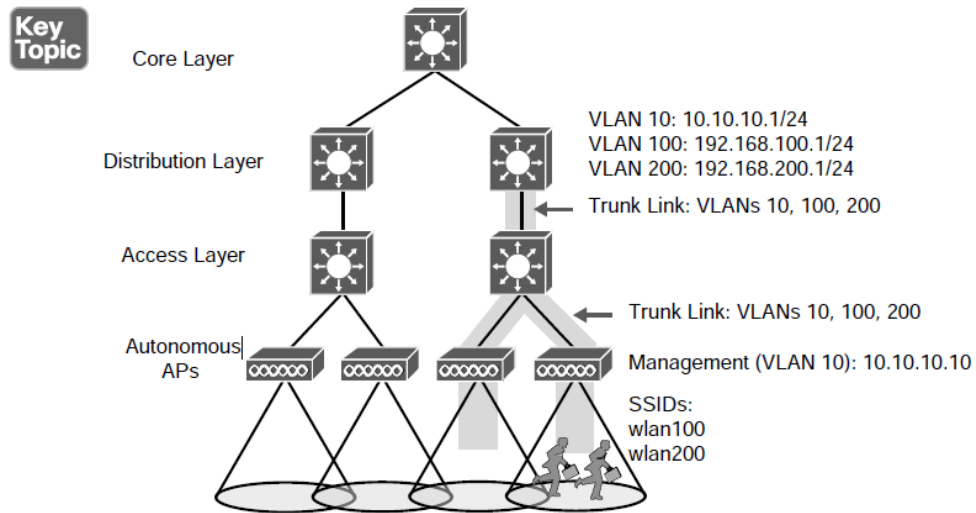 Key
Topic
Core Layer
VLAN 10: 10.10.10.1/24
VLAN 100: 192.168.100.1/24
VLAN 200: 192.168.200.1/24
Distribution Layer
Trunk Link: VLANs 10, 100, 200
Access Layer
Trunk Link: VLANs 10, 100, 200
Autonomous
APs
Management (VLAN 10): 10.10.10.10
SSIDs:
wlan100
wlan200